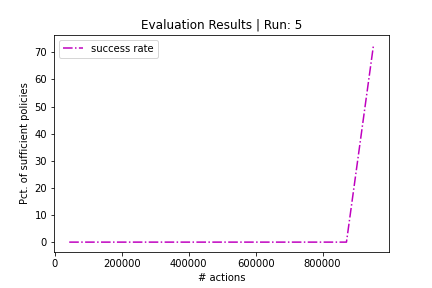 Evaluation Results | Run: 5
success rate
Pct. of sufficient policies
70
60
50
40
30
20
10
0
0 200000 400000 600000 800000
# actions